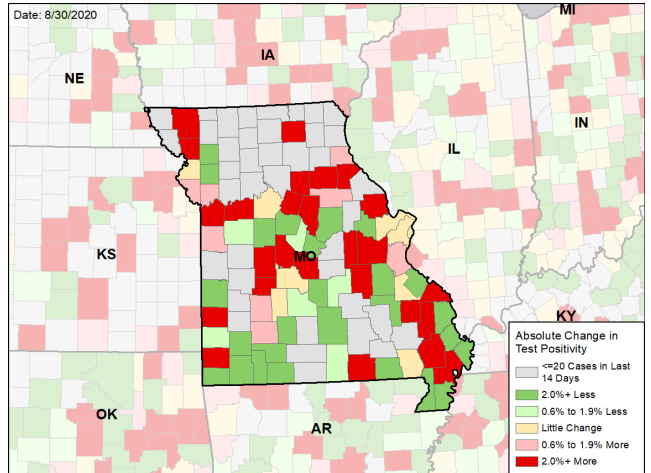 Date: 8/30/2020
MI
IA
NE
IL
IN
KS
MO
KY
OK
AR
Absolute Change in
Test Positivity
<=20 Cases in Last
14 Days
2.0%+ Less
0.6% to 1.9% Less
Little Change
0.6% to 1.9% More
2.0%+ More